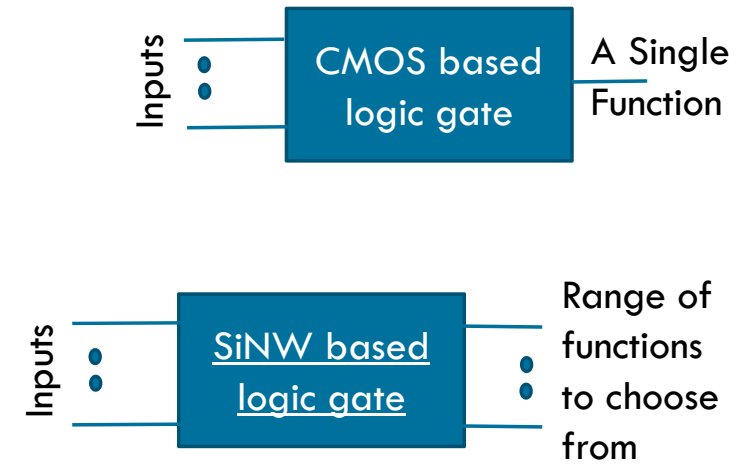 Inputs
CMOS based
logic gate
A Single
Function
Inputs
SiNW based
logic gate
Range of
functions
to choose
from